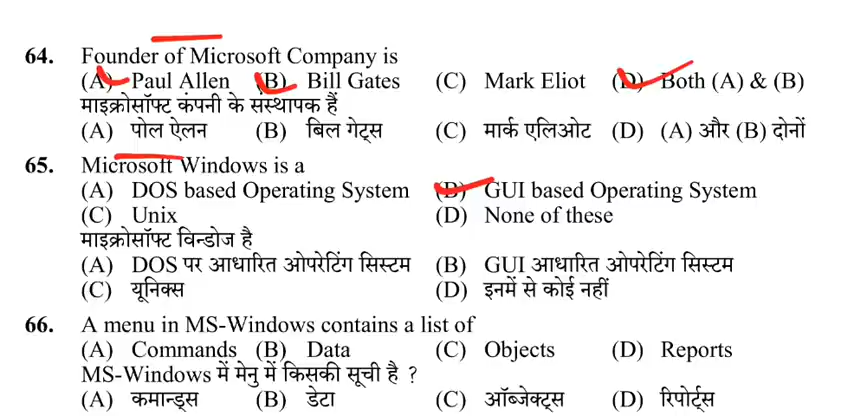 64. Founder of Microsoft Company is
(A) Paul Allen (B) Bill Gates (C) Mark Eliot (D) Both (A) & (B)
माइक्रोसॉफ्ट कंपनी के संस्थापक हैं
(A) पोल ऐलन (B) बिल गेट्स (C) मार्क एलिओट (D) (A) और (B) दोनों
65. Microsoft Windows is a
(A) DOS based Operating System (B) GUI based Operating System
(C) Unix (D) None of these
माइक्रोसॉफ्ट विन्डोज है
(A) DOS पर आधारित ओपरेटिंग सिस्टम (B) GUI आधारित ओपरेटिंग सिस्टम
(C) यूनिक्स (D) इनमें से कोई नहीं
66. A menu in MS-Windows contains a list of
(A) Commands (B) Data (C) Objects (D) Reports
MS-Windows में मेनु में किसकी सूची है ?
(A) कमान्ड्स (B) डेटा (C) ऑब्जेक्ट्स (D) रिपोर्ट्स